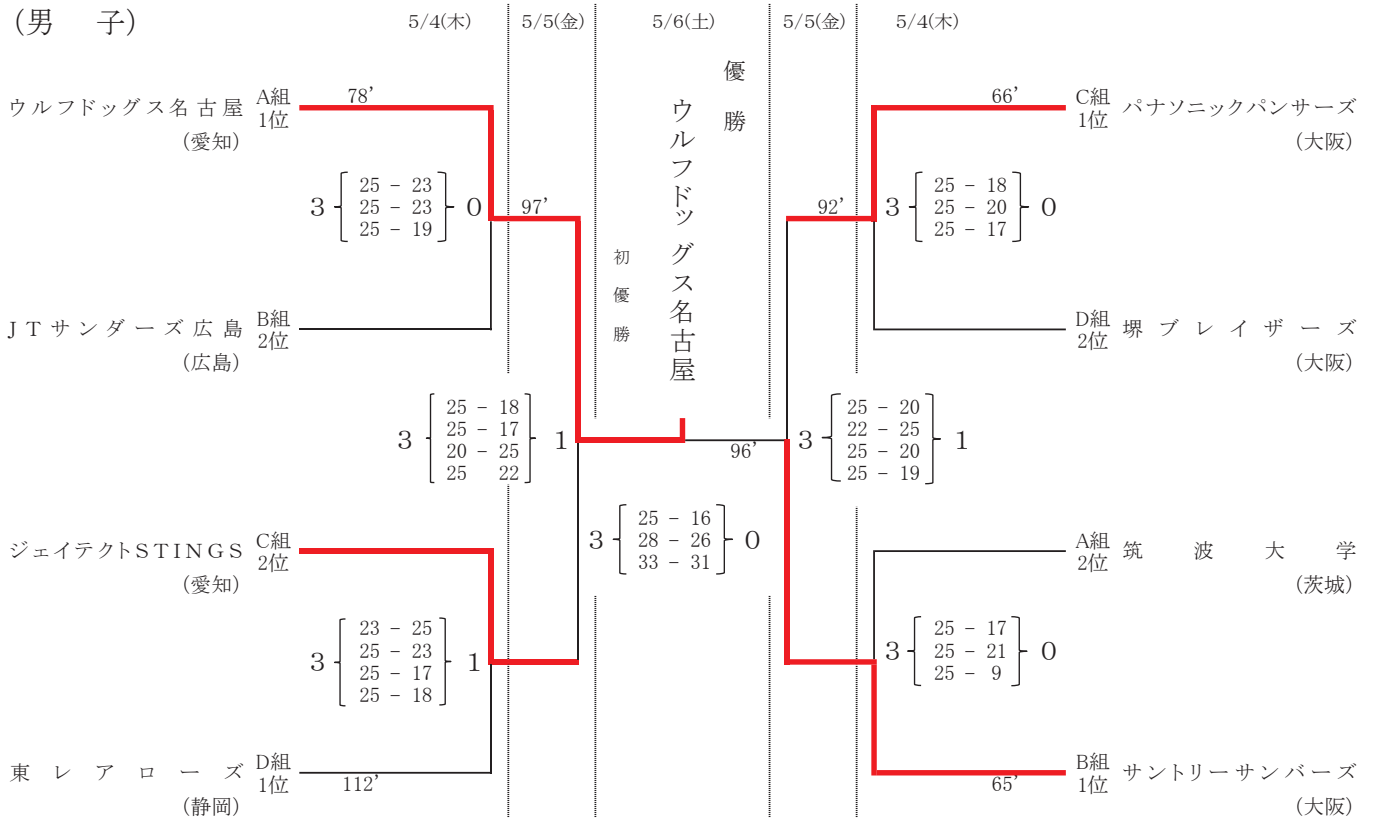 (男 子)
5/4(木) 5/5(金) 5/6(土) 5/5(金) 5/4(木)
優勝
ウルフドッグス名古屋
初優勝
ウルフドッグス名古屋
(愛知)
A組
1位
78’
3 25 - 23 0
25 - 23
25 - 19
97’
JTサンダーズ広島
(広島)
B組
2位
3 25 - 18 1
25 - 17
20 - 25
25 22
ジェイテクトSTINGS
(愛知)
C組
2位
3 23 - 25 1
25 - 23
25 - 17
25 - 18
東レアローズ
(静岡)
D組
1位
112’
96’
3 25 - 16 0
28 - 26
33 - 31
66’
C組
1位
パナソニックパンサーズ
(大阪)
92’
3 25 - 18 0
25 - 20
25 - 17
D組
2位
堺ブレイザーズ
(大阪)
3 25 - 20 1
22 - 25
25 - 20
25 - 19
A組
2位
筑波大学
(茨城)
3 25 - 17 0
25 - 21
25 - 9
65’
B組
1位
サントリーサンバーズ
(大阪)